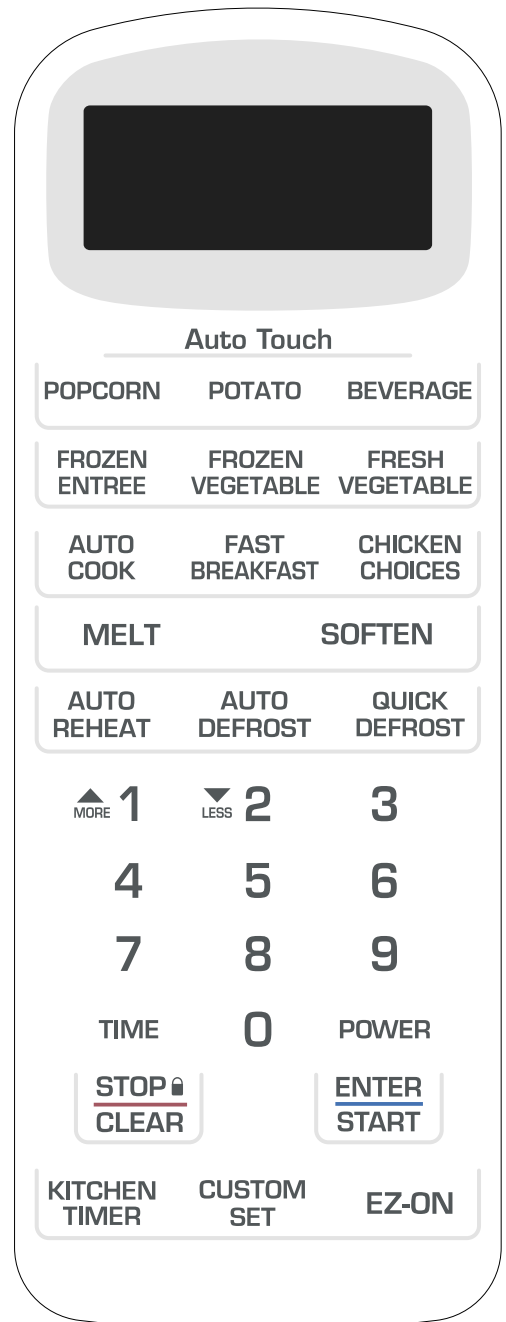 Auto Touch
POPCORN POTATO BEVERAGE
FROZEN ENTREE FROZEN VEGETABLE FRESH VEGETABLE
AUTO COOK FAST BREAKFAST CHICKEN CHOICES
MELT SOFTEN
AUTO REHEAT AUTO DEFROST QUICK DEFROST
MORE 1 LESS 2 3
4 5 6
7 8 9
TIME 0 POWER
STOP CLEAR ENTER START
KITCHEN TIMER CUSTOM SET EZ-ON